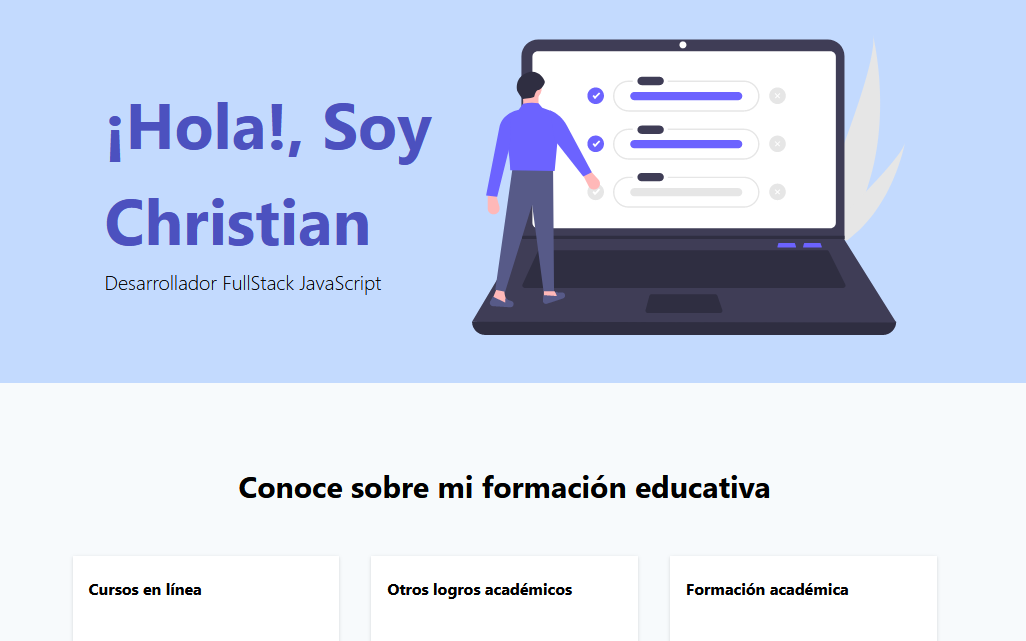 ¡Hola!, Soy
Christian
Desarrollador FullStack JavaScript
Conoce sobre mi formación educativa
Cursos en línea
Otros logros académicos
Formación académica